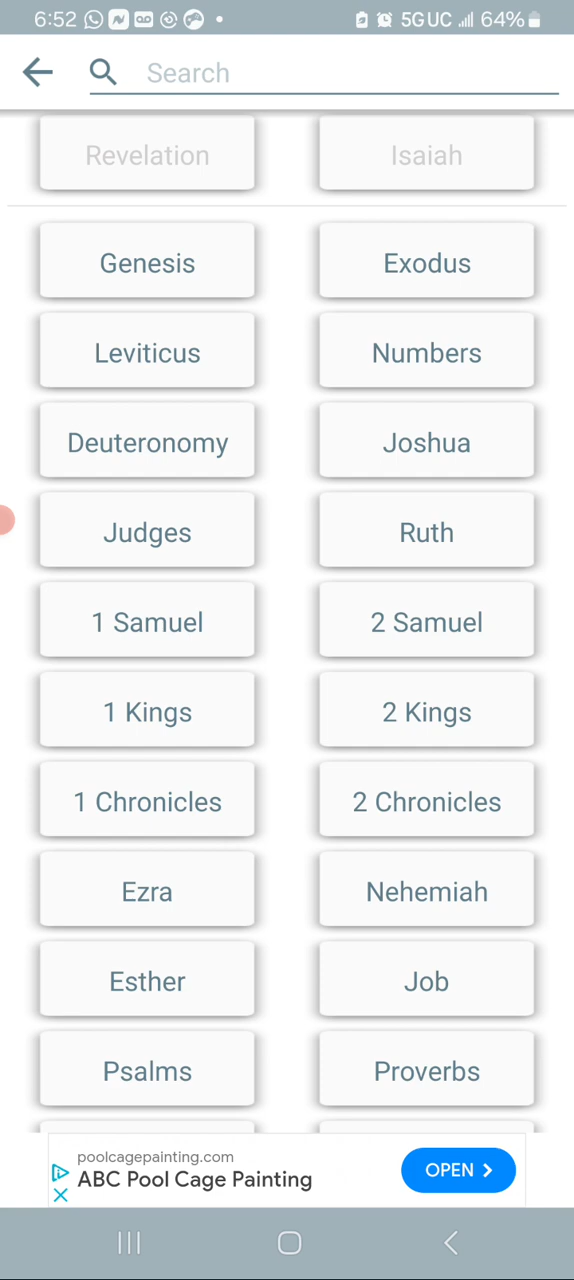 6:52 5G UC 64%
Search
Revelation Isaiah
Genesis Exodus
Leviticus Numbers
Deuteronomy Joshua
Judges Ruth
1 Samuel 2 Samuel
1 Kings 2 Kings
1 Chronicles 2 Chronicles
Ezra Nehemiah
Esther Job
Psalms Proverbs
poolcagepainting.com
ABC Pool Cage Painting OPEN